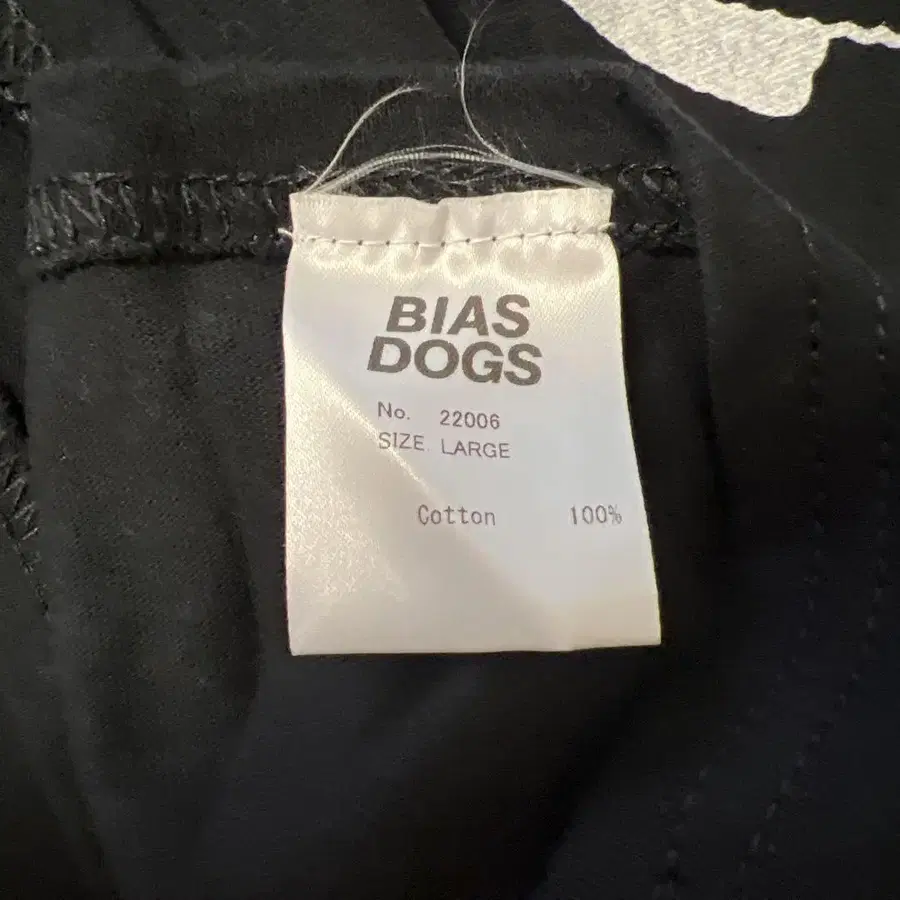 BIAS
DOGS
No. 22006
SIZE LARGE
Cotton 100%